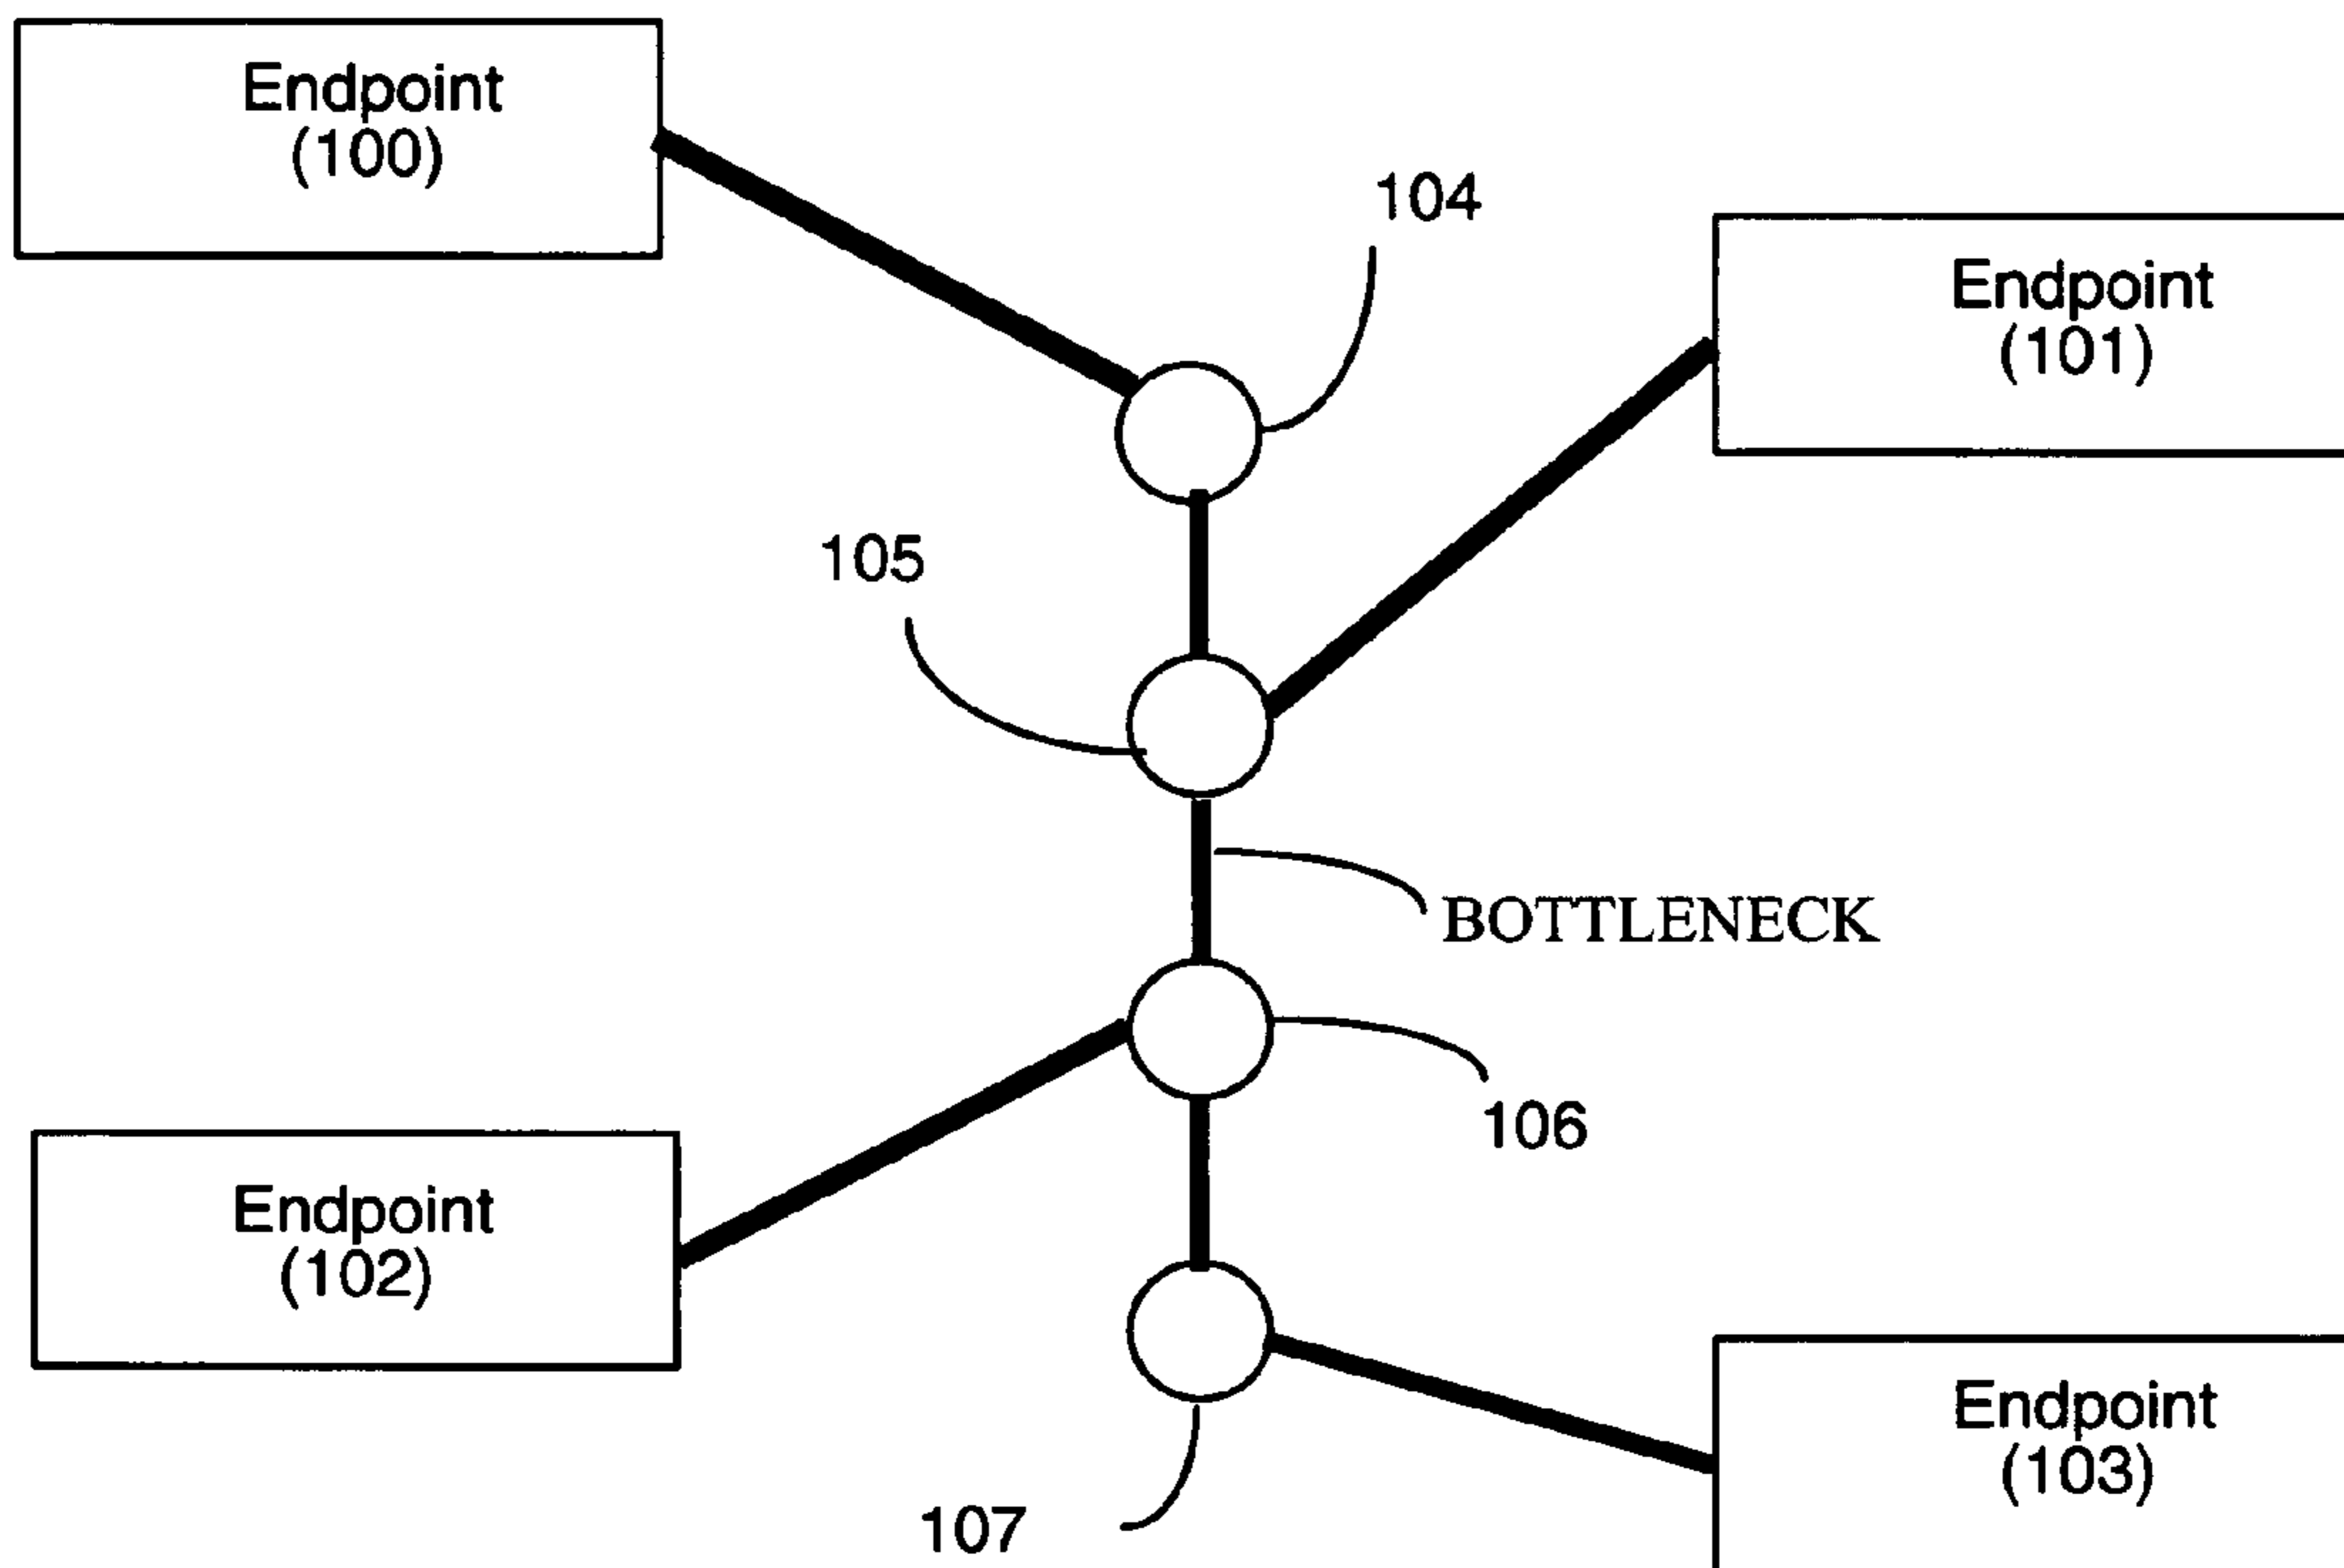 Endpoint
(100)
104
Endpoint
(101)
105
BOTTLENECK
106
Endpoint
(102)
Endpoint
(103)
107